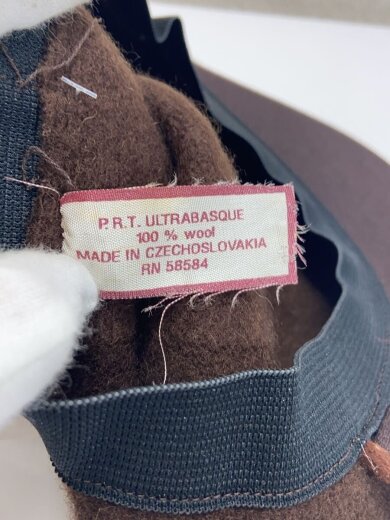 P.R.T. ULTRABASQUE
100 % wool
MADE IN CZECHOSLOVAKIA
RN 58584